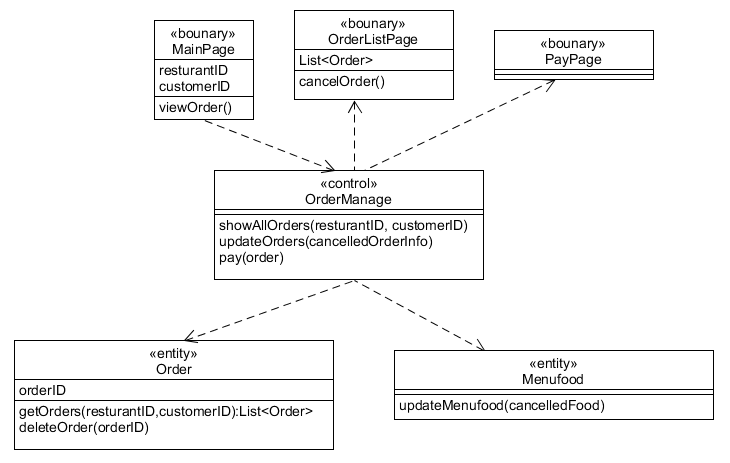 «bounary»
MainPage
resturantID
customerID
viewOrder()
«bounary»
OrderListPage
List<Order>
cancelOrder()
«bounary»
PayPage
«control»
OrderManage
showAllOrders(resturantID, customerID)
updateOrders(cancelledOrderInfo)
pay(order)
«entity»
Order
orderID
getOrders(resturantID,customerID):List<Order>
deleteOrder(orderID)
«entity»
Menufood
updateMenufood(cancelledFood)